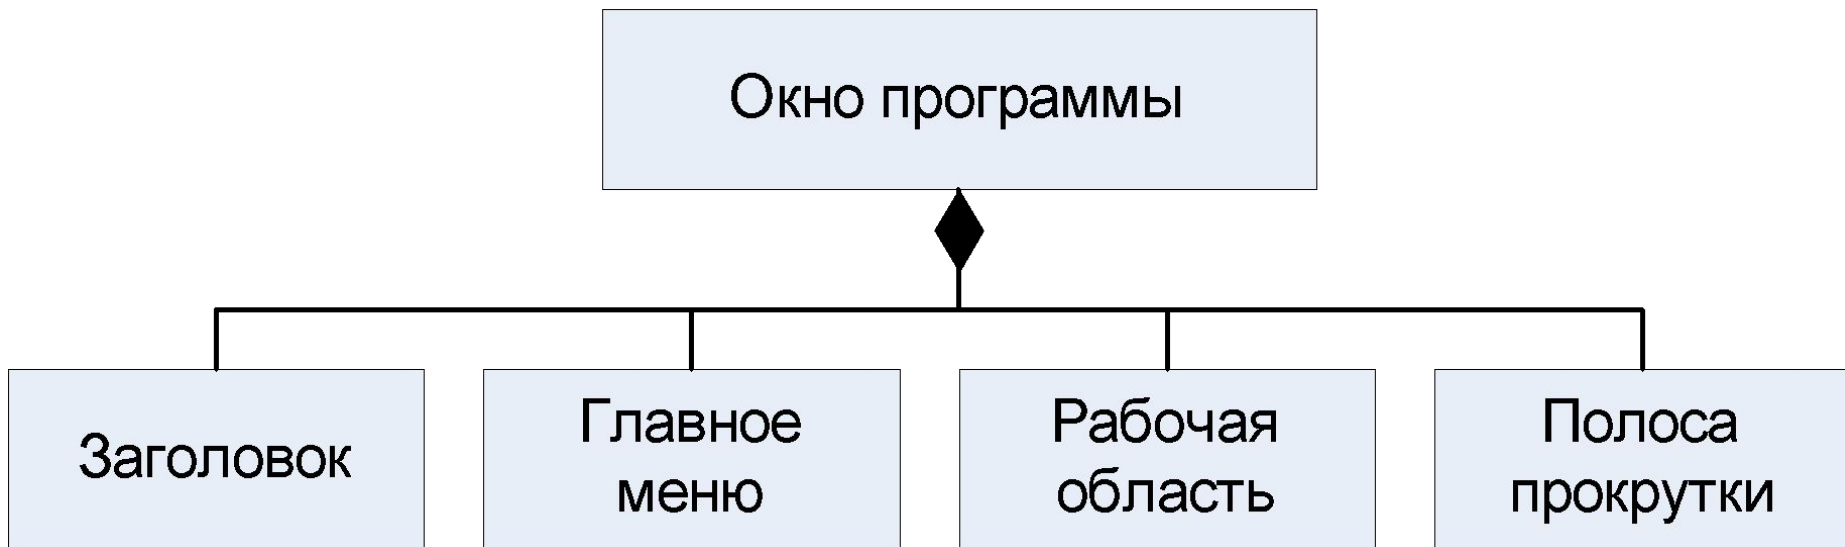 Окно программы
Заголовок
Главное
меню
Рабочая
область
Полоса
прокрутки